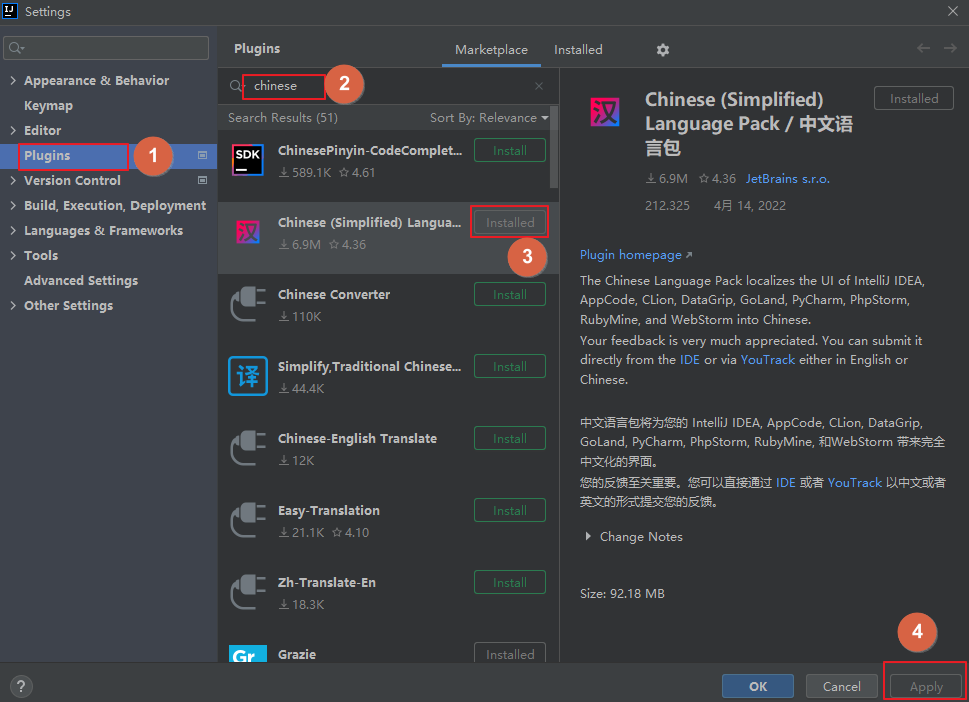 Settings
Appearance & Behavior
Keymap
Editor
Plugins
1
Version Control
Build, Execution, Deployment
Languages & Frameworks
Tools
Advanced Settings
Other Settings
Plugins
Marketplace
Installed
chinese
2
Search Results (51)
Sort By: Relevance
SDK
ChinesePinyin-CodeComplet...
Install
589.1K 4.61
汉
Chinese (Simplified) Langua...
Installed
6.9M 4.36
3
Chinese Converter
Install
110K
译
Simplify,Traditional Chinese...
Install
44.4K
Chinese-English Translate
Install
12K
Easy-Translation
Install
21.1K 4.10
Zh-Translate-En
Install
18.3K
Gr
Grazie
Installed
汉
Chinese (Simplified)
Language Pack / 中文语
言包
Installed
6.9M 4.36 JetBrains s.r.o.
212.325 4月 14, 2022
Plugin homepage
The Chinese Language Pack localizes the UI of IntelliJ IDEA,
AppCode, CLion, DataGrip, GoLand, PyCharm, PhpStorm,
RubyMine, and WebStorm into Chinese.
Your feedback is very much appreciated. You can submit it
directly from the IDE or via YouTrack either in English or
Chinese.
中文语言包将为您的 IntelliJ IDEA, AppCode, CLion, DataGrip,
GoLand, PyCharm, PhpStorm, RubyMine, 和WebStorm 带来完全
中文化的界面。
您的反馈至关重要。您可以直接通过 IDE 或者 YouTrack 以中文或者
英文的形式提交您的反馈。
Change Notes
Size: 92.18 MB
4
?
OK
Cancel
Apply